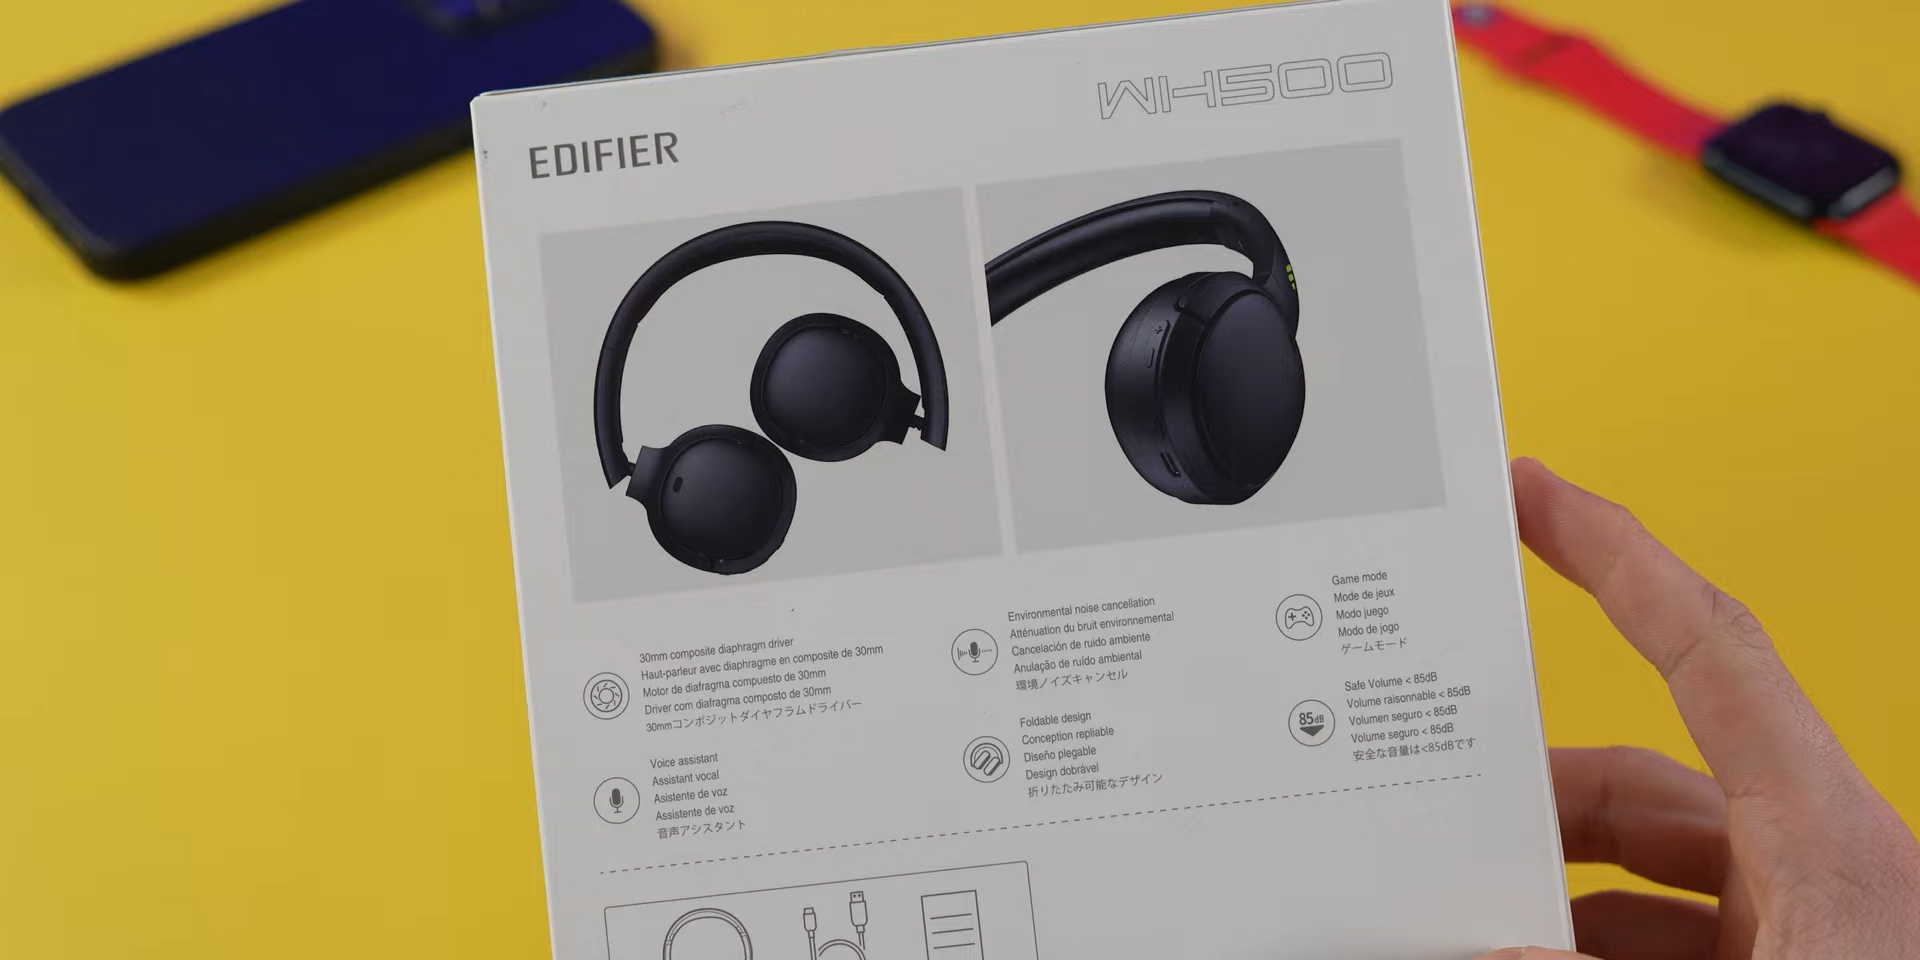 WH500
EDIFIER
30mm composite diaphragm driver
Haut-parleur avec diaphragme en composite de 30mm
Motor de diafragma compuesto de 30mm
Driver com diafragma composto de 30mm
30mmコンポジットダイヤフラムドライバー
Environmental noise cancellation
Atténuation du bruit environnemental
Cancelación de ruido ambiente
Anulação de ruído ambiental
環境ノイズキャンセル
Game mode
Mode de jeux
Modo juego
Modo de jogo
ゲームモード
Voice assistant
Assistant vocal
Asistente de voz
Assistente de voz
音声アシスタント
Foldable design
Conception repliable
Diseño plegable
Design dobrável
折りたたみ可能なデザイン
85dB
Safe Volume < 85dB
Volume raisonnable < 85dB
Volumen seguro < 85dB
Volume seguro < 85dB
安全な音量は<85dBです